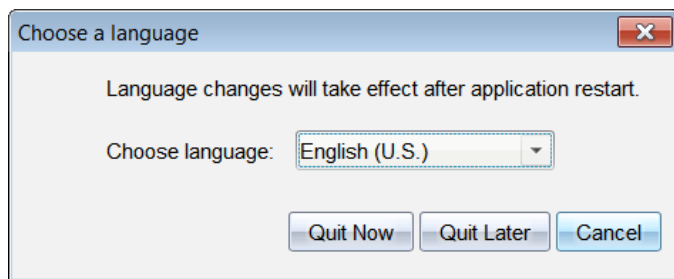 Choose a language
Language changes will take effect after application restart.
Choose language: English (U.S.)
Quit Now Quit Later Cancel